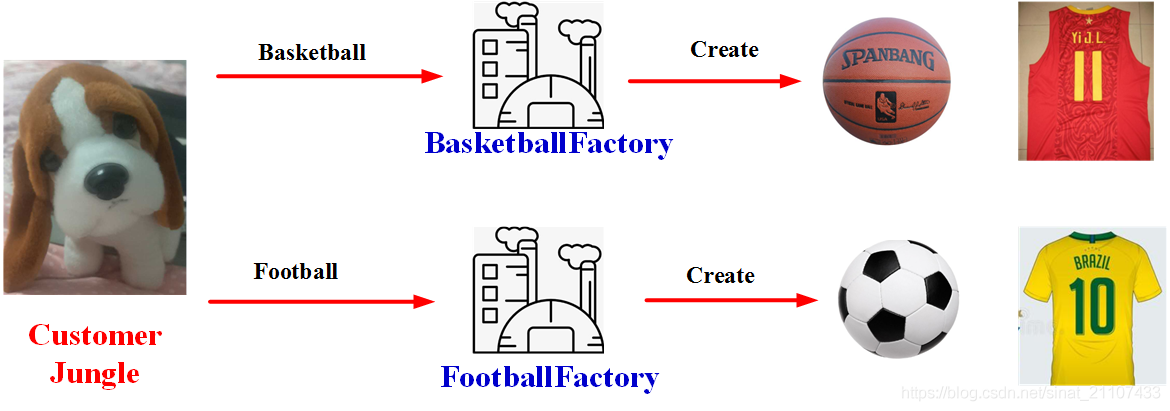 Basketball
Create
SPANBANG
Yi J. L.
11
BasketballFactory
Football
Create
BRAZIL
10
Customer
Jungle
FootballFactory
https://blog.csdn.net/sinat_21107433